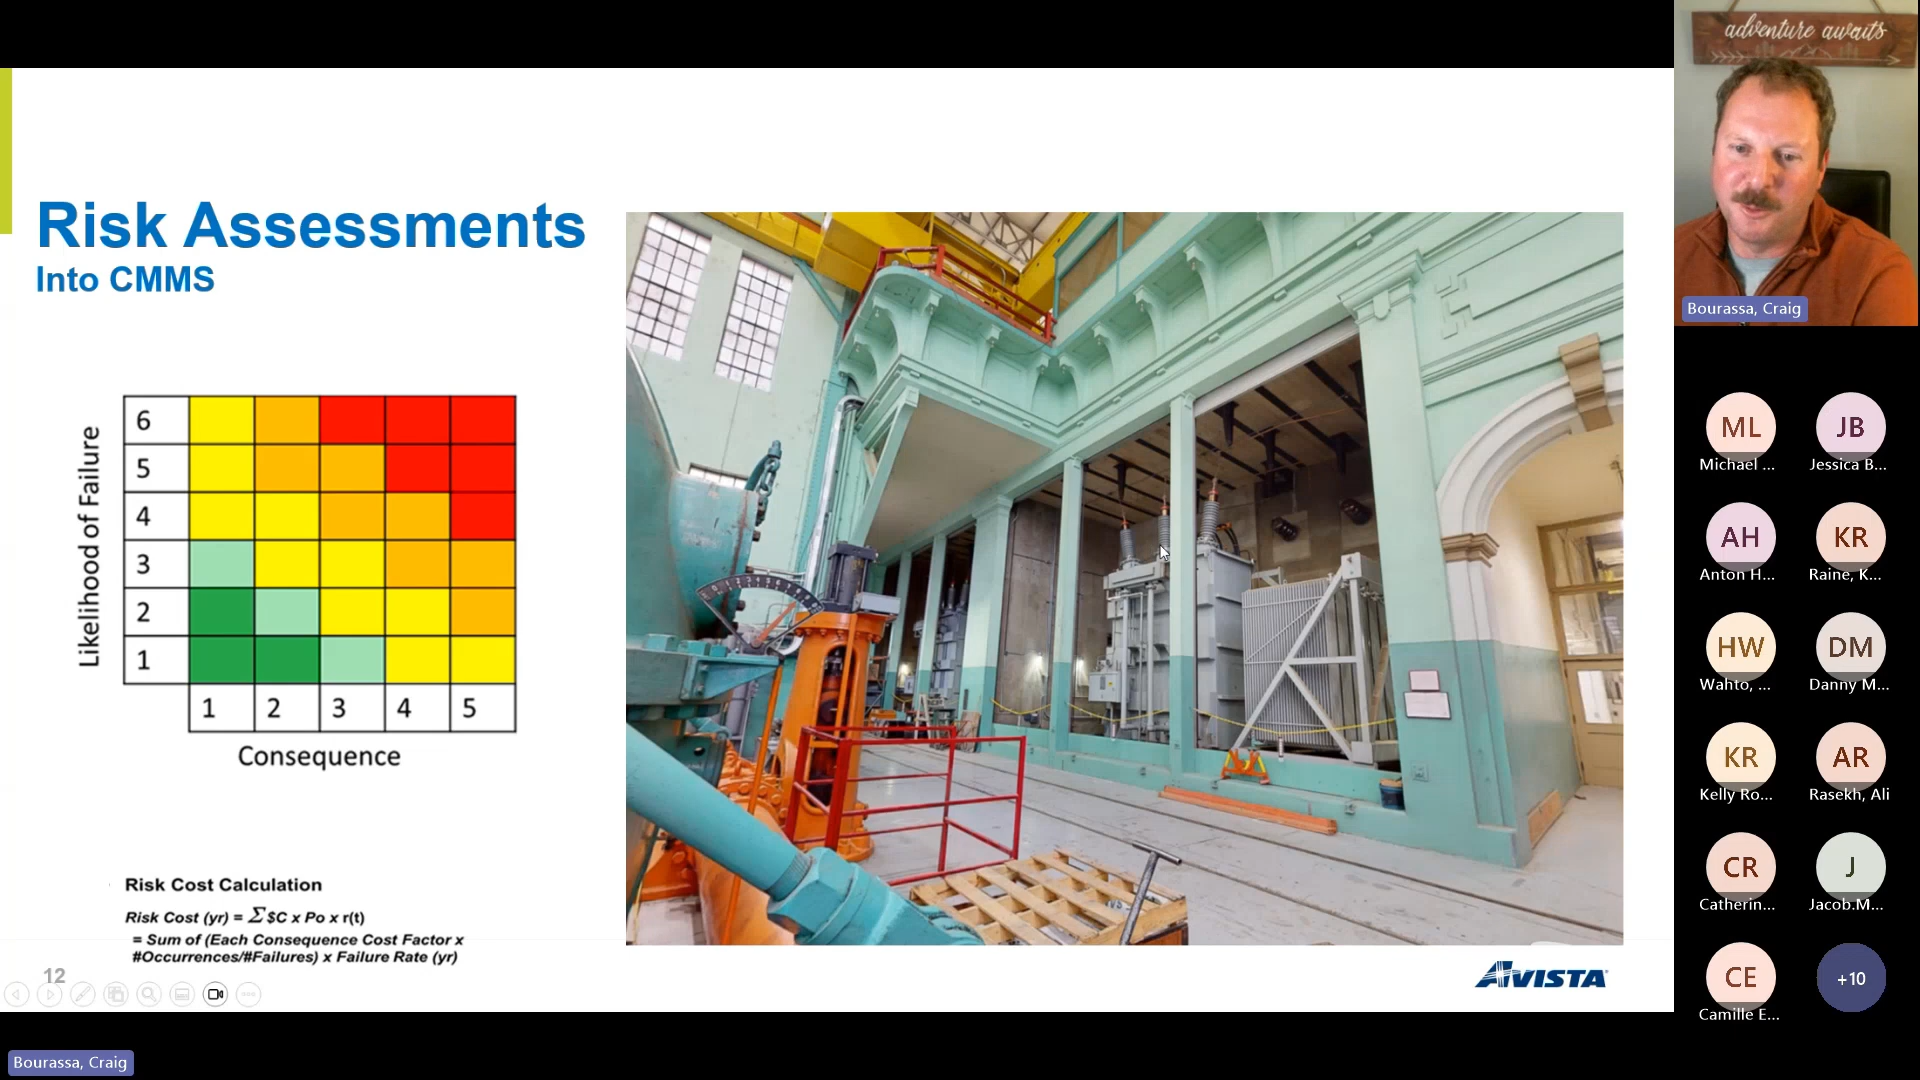 Risk Assessments
Into CMMS
Likelihood of Failure
6
5
4
3
2
1
1 2 3 4 5
Consequence
Risk Cost Calculation
Risk Cost (yr) = Σ $C x Po x r(t)
= Sum of (Each Consequence Cost Factor x
#Occurrences/#Failures) x Failure Rate (yr)
12
AVISTA
Bourassa, Craig
adventure awaits
Bourassa, Craig
ML JB
Michael ... Jessica B...
AH KR
Anton H... Raine, K...
HW DM
Wahto, ... Danny M...
KR AR
Kelly Ro... Rasekh, Ali
CR J
Catherin... Jacob.M...
CE +10
Camille E...